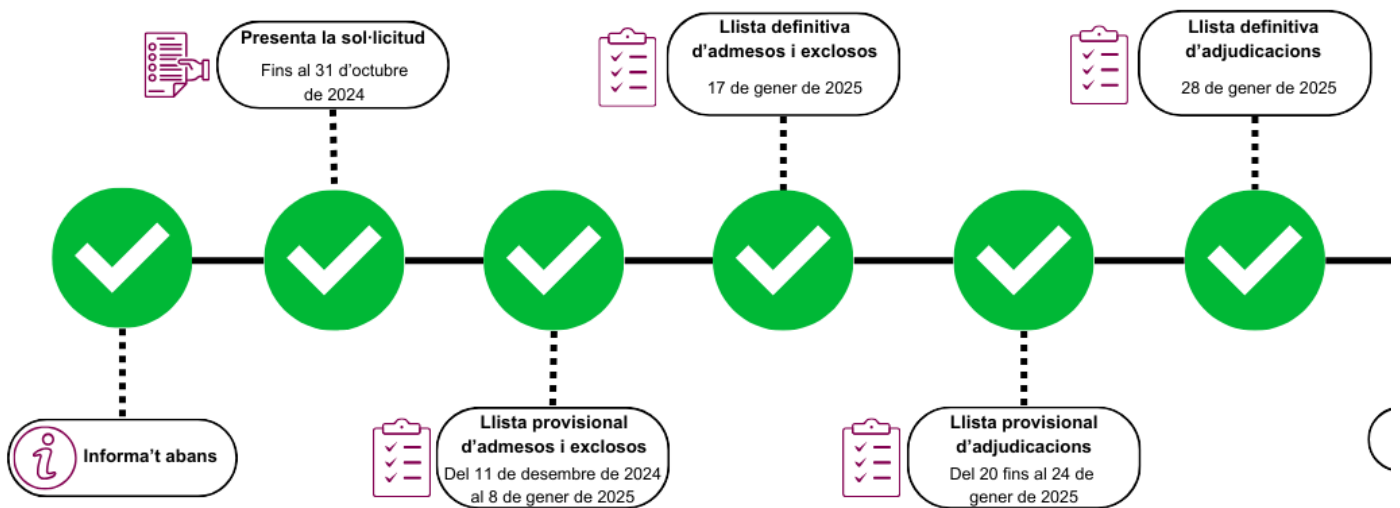 Presenta la sol·licitud
Fins al 31 d'octubre
de 2024
Llista definitiva
d'admesos i exclosos
17 de gener de 2025
Llista definitiva
d'adjudicacions
28 de gener de 2025
Informa't abans
Llista provisional
d'admesos i exclosos
Del 11 de desembre de 2024
al 8 de gener de 2025
Llista provisional
d'adjudicacions
Del 20 fins al 24 de
gener de 2025